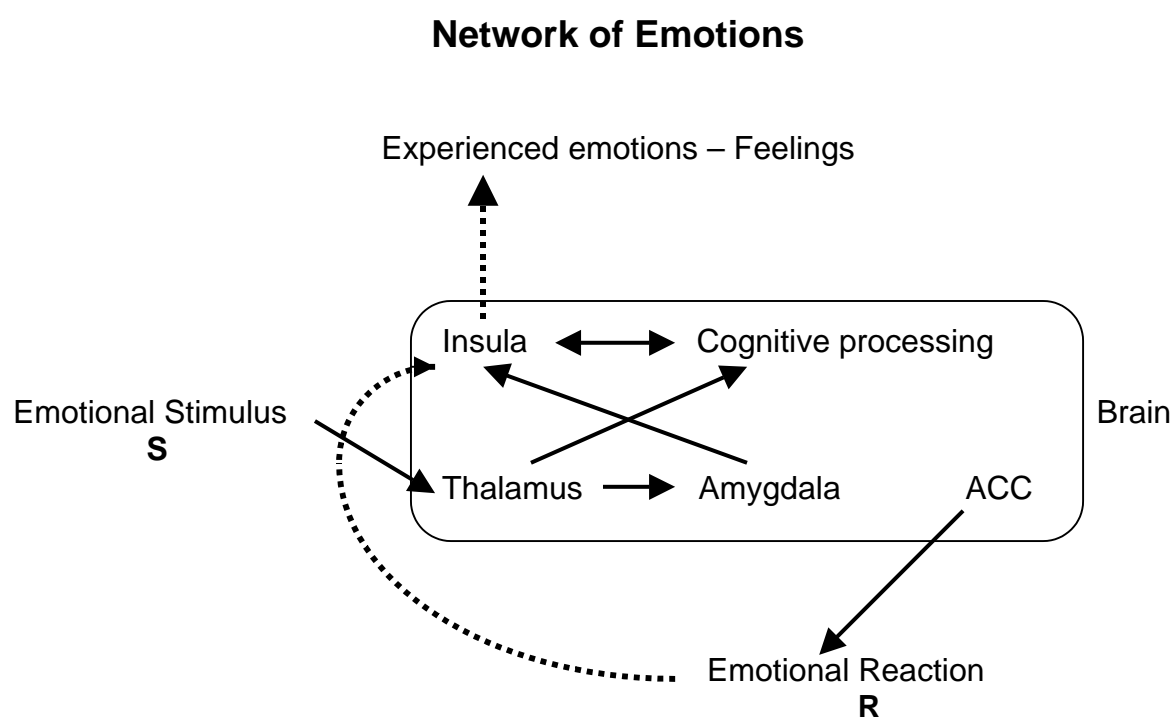 Network of Emotions
Experienced emotions – Feelings
Insula
Cognitive processing
Emotional Stimulus
S
Brain
Thalamus
Amygdala
ACC
Emotional Reaction
R